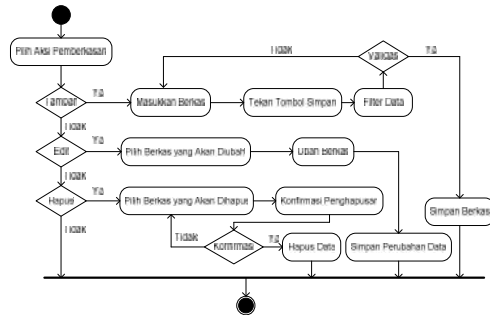 Tidak
Validasi
Ya
Pilih Aksi Pemberkasan
Tambah
Ya
Masukkan Berkas
Tekan Tombol Simpan
Filter Data
Tidak
Edit
Ya
Pilih Berkas yang Akan Diubah
Ubah Berkas
Tidak
Hapus
Ya
Pilih Berkas yang Akan Dihapus
Konfirmasi Penghapusan
Simpan Berkas
Tidak
Tidak
Konfirmasi
Ya
Hapus Data
Simpan Perubahan Data